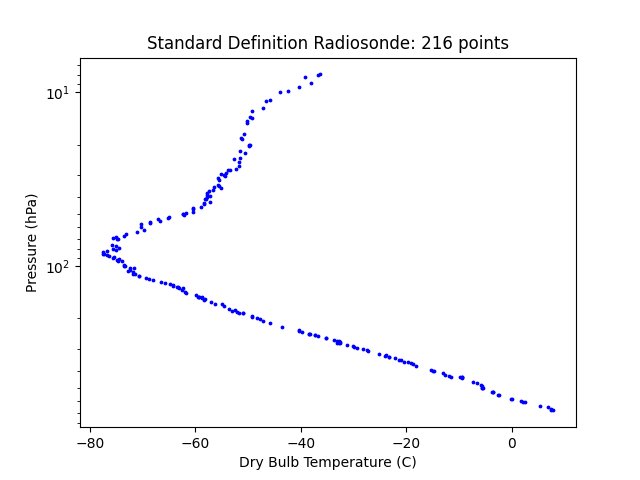 Standard Definition Radiosonde: 216 points
10¹
10²
Pressure (hPa)
−80
−60
−40
−20
0
Dry Bulb Temperature (C)